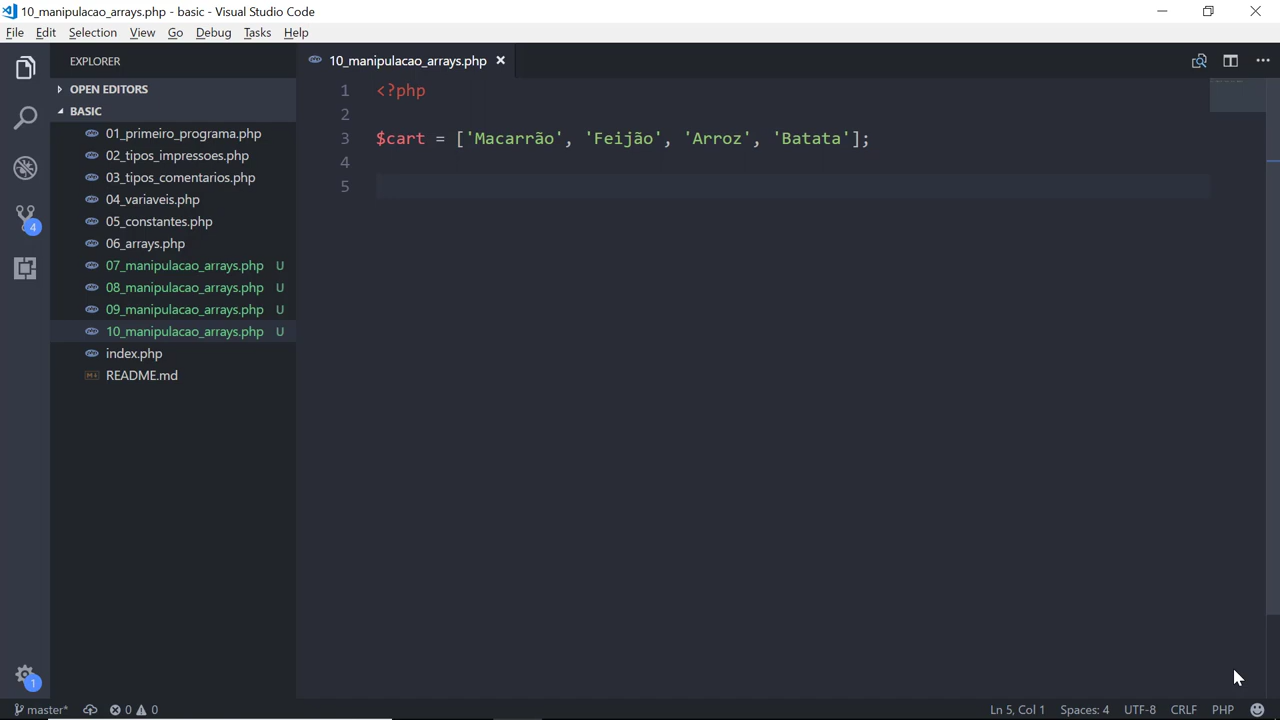 10_manipulacao_arrays.php - basic - Visual Studio Code
File Edit Selection View Go Debug Tasks Help
EXPLORER
OPEN EDITORS
BASIC
01_primeiro_programa.php
02_tipos_impressoes.php
03_tipos_comentarios.php
04_variaveis.php
05_constantes.php
06_arrays.php
07_manipulacao_arrays.php U
08_manipulacao_arrays.php U
09_manipulacao_arrays.php U
10_manipulacao_arrays.php U
index.php
README.md
4
1
10_manipulacao_arrays.php
1 <?php
2
3 $cart = ['Macarrão', 'Feijão', 'Arroz', 'Batata'];
4
5
master* 0 0 Ln 5, Col 1 Spaces: 4 UTF-8 CRLF PHP